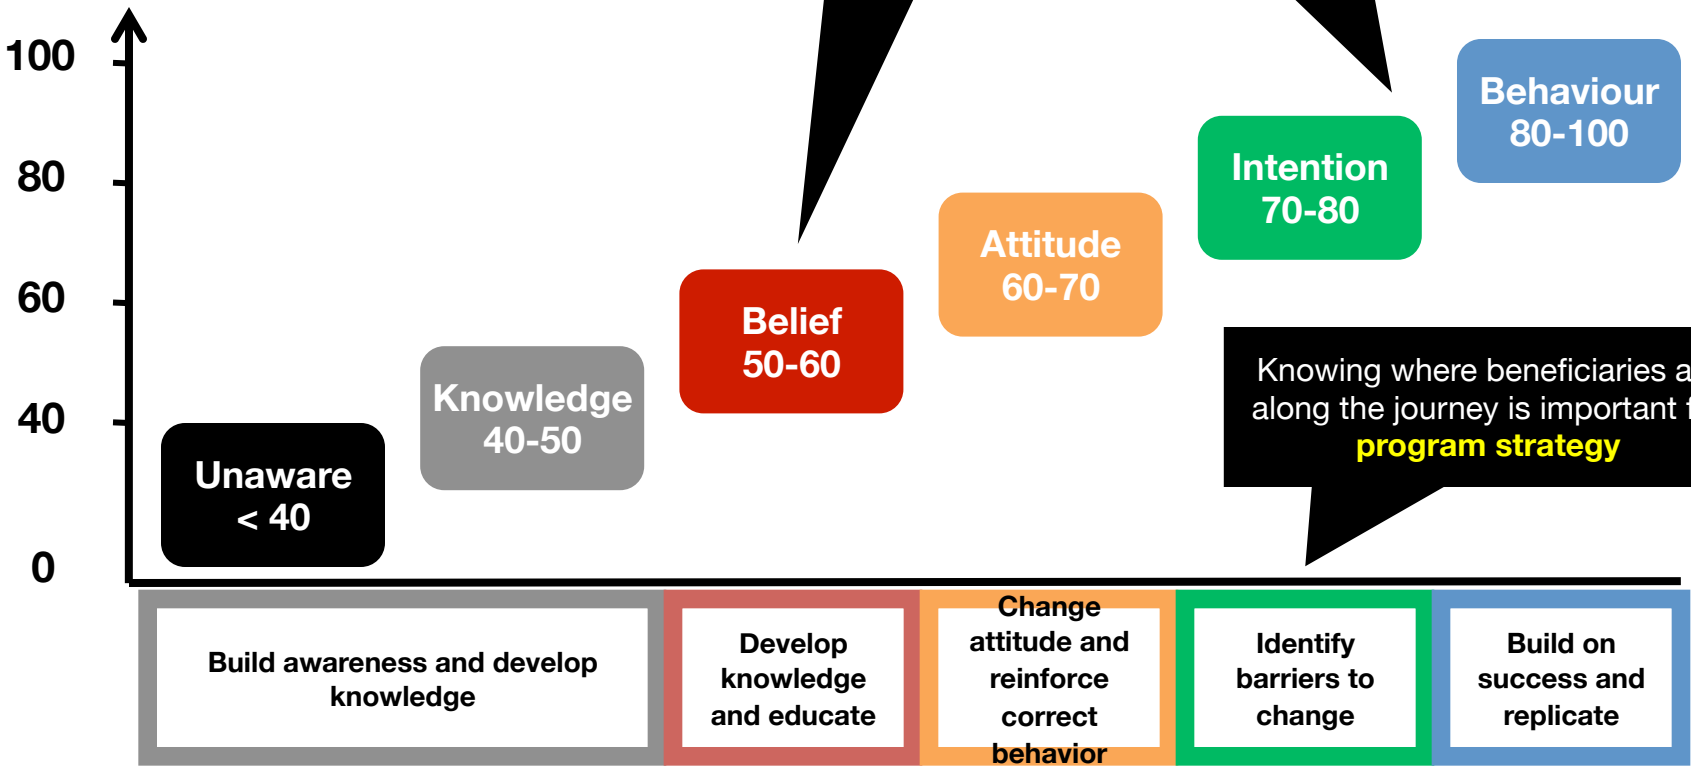 100
80
60
40
0
Behaviour
80-100
Intention
70-80
Attitude
60-70
Belief
50-60
Knowledge
40-50
Unaware
< 40
Knowing where beneficiaries
along the journey is important
program strategy
Build awareness and develop
knowledge
Develop
knowledge
and educate
Change
attitude and
reinforce
correct
behavior
Identify
barriers to
change
Build on
success and
replicate